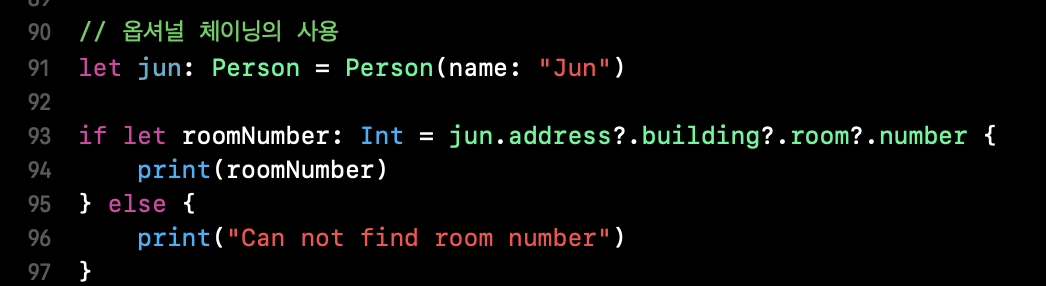 89
90 // 옵셔널 체이닝의 사용
91 let jun: Person = Person(name: "Jun")
92
93 if let roomNumber: Int = jun.address?.building?.room?.number {
94     print(roomNumber)
95 } else {
96     print("Can not find room number")
97 }